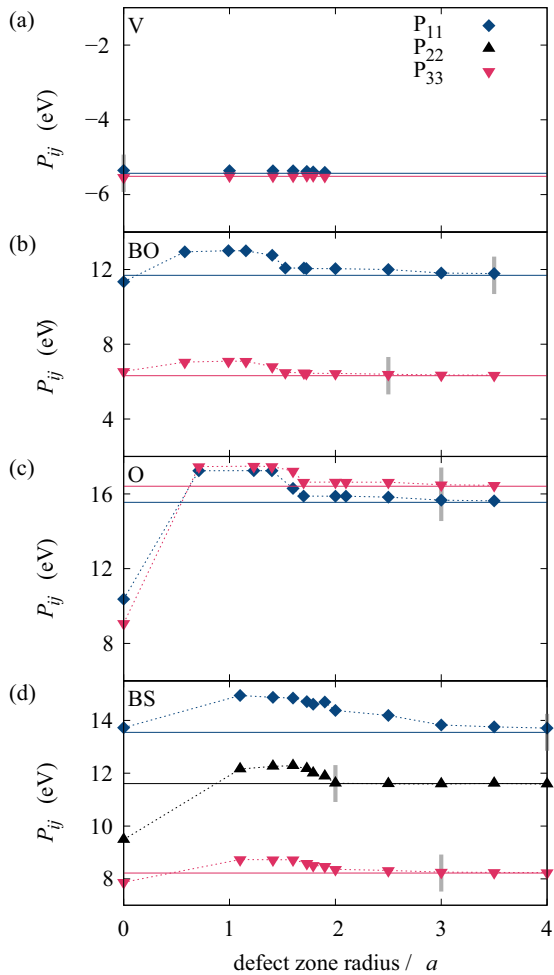 (a)
V
P11
P22
P33
−2
−4
−6
Pij (eV)
(b)
BO
12
8
4
Pij (eV)
(c)
O
16
12
8
Pij (eV)
(d)
BS
14
12
10
8
Pij (eV)
0 1 2 3 4
defect zone radius / a